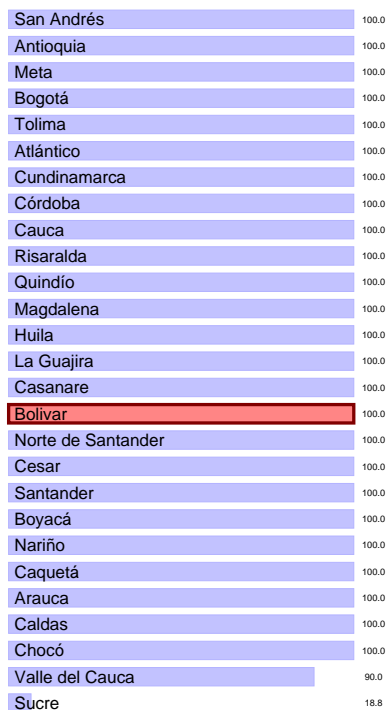 San Andrés 100.0
Antioquia 100.0
Meta 100.0
Bogotá 100.0
Tolima 100.0
Atlántico 100.0
Cundinamarca 100.0
Córdoba 100.0
Cauca 100.0
Risaralda 100.0
Quindío 100.0
Magdalena 100.0
Huila 100.0
La Guajira 100.0
Casanare 100.0
Bolivar 100.0
Norte de Santander 100.0
Cesar 100.0
Santander 100.0
Boyacá 100.0
Nariño 100.0
Caquetá 100.0
Arauca 100.0
Caldas 100.0
Chocó 100.0
Valle del Cauca 90.0
Sucre 18.8